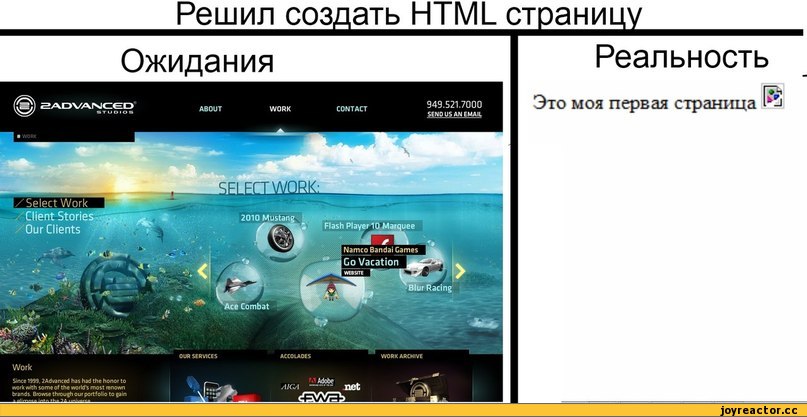 Решил создать HTML страницу
Ожидания
Реальность
Это моя первая страница
2ADVANCED
STUDIOS
ABOUT
WORK
CONTACT
949.521.7000
SEND US AN EMAIL
WORK
SELECT WORK:
Select Work
Client Stories
Our Clients
2010 Mustang
Flash Player 10 Marquee
Namco Bandai Games
Go Vacation
WEBSITE
Blur Racing
Ace Combat
OUR SERVICES
ACCOLADES
WORK ARCHIVE
Work
Since 1999, 2Advanced has had the honor to
work with some of the world's most renown
brands. Browse through our portfolio to gain
a glimpse into the 2A universe.
AIGA
Adobe
.net
FWA
joyreactor.cc